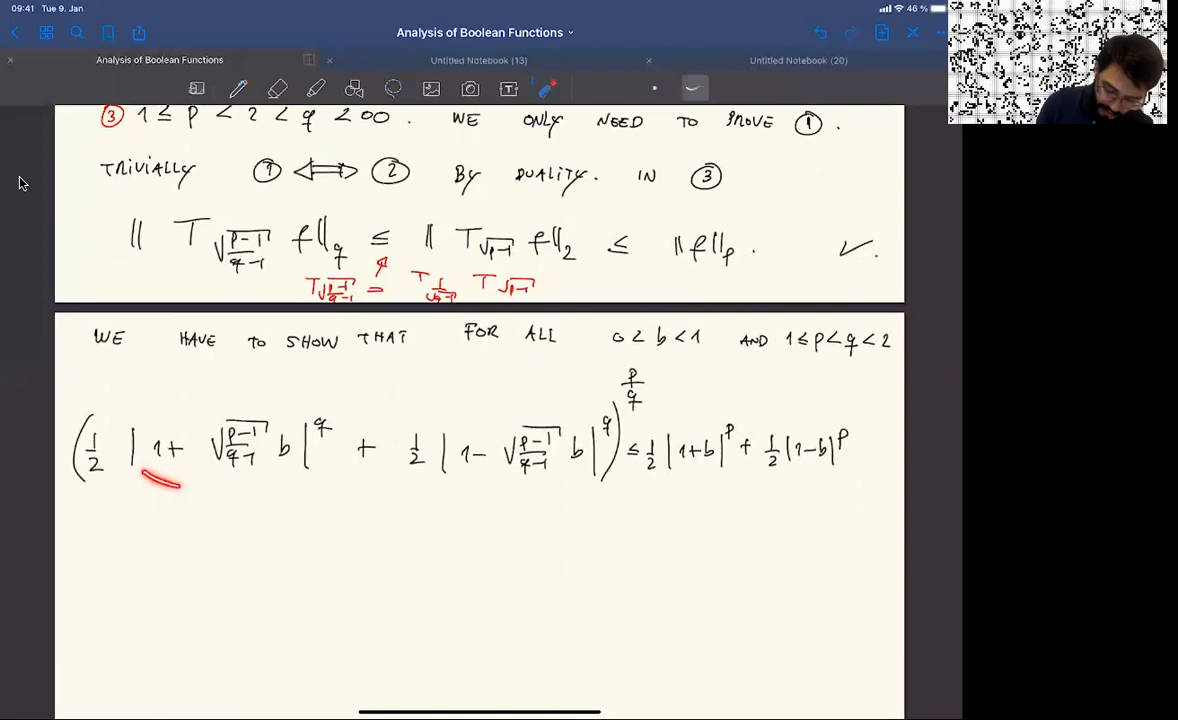 09:41 Tue 9. Jan 46 %
Analysis of Boolean Functions
Analysis of Boolean Functions Untitled Notebook (13) Untitled Notebook (20)
③ 1 ≤ p < 2 < q < ∞. WE ONLY NEED TO PROVE ①.
TRIVIALLY ① ⟺ ② BY DUALITY. IN ③
‖ T_{√(p-1)/(q-1)} f‖_q ≤ ‖ T_{√(p-1)} f‖_2 ≤ ‖f‖_p. ✓.
T_{√(p-1)/(q-1)} = T_{1/√(q-1)} T_{√(p-1)}
WE HAVE TO SHOW THAT FOR ALL 0 < b < 1 AND 1 ≤ p < q < 2
(1/2 | 1 + √(p-1)/(q-1) b |^q + 1/2 | 1 - √(p-1)/(q-1) b |^q)^{p/q} ≤ 1/2 |1+b|^p + 1/2 |1-b|^p